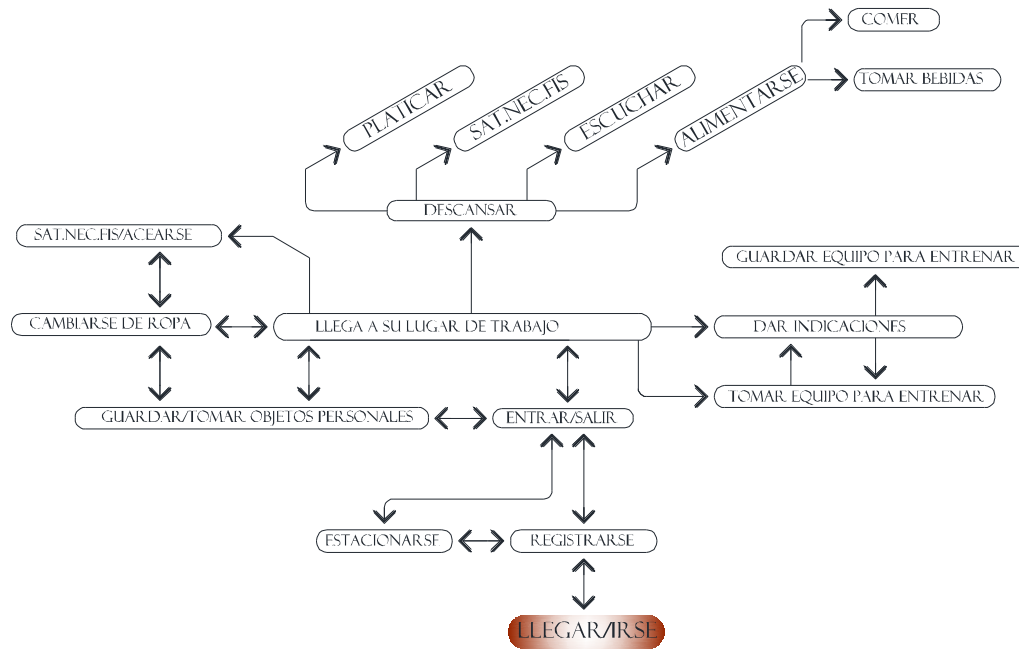 COMER
TOMAR BEBIDAS
PLATICAR
SAT.NEC.FIS
ESCUCHAR
ALIMENTARSE
DESCANSAR
SAT.NEC.FIS/ACEARSE
GUARDAR EQUIPO PARA ENTRENAR
CAMBIARSE DE ROPA
LLEGA A SU LUGAR DE TRABAJO
DAR INDICACIONES
TOMAR EQUIPO PARA ENTRENAR
GUARDAR/TOMAR OBJETOS PERSONALES
ENTRAR/SALIR
ESTACIONARSE
REGISTRARSE
LLEGAR/IRSE